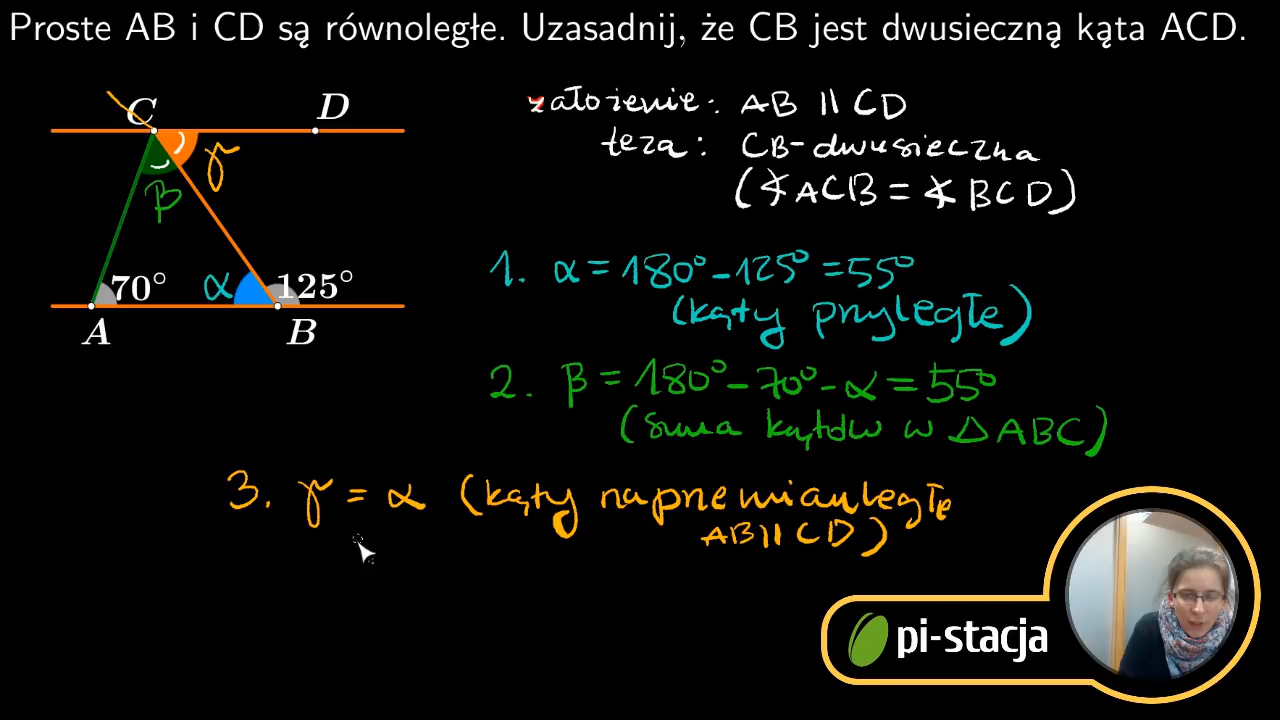 Proste AB i CD są równoległe. Uzasadnij, że CB jest dwusieczną kąta ACD.
C
D
γ
β
70°
α
125°
A
B
założenie: AB || CD
teza: CB-dwusieczna
(∢ACB = ∢BCD)
1. α = 180° - 125° = 55°
(kąty przyległe)
2. β = 180° - 70° - α = 55°
(suma kątów w ΔABC)
3. γ = α (kąty naprzemianległe
AB || CD)
pi-stacja